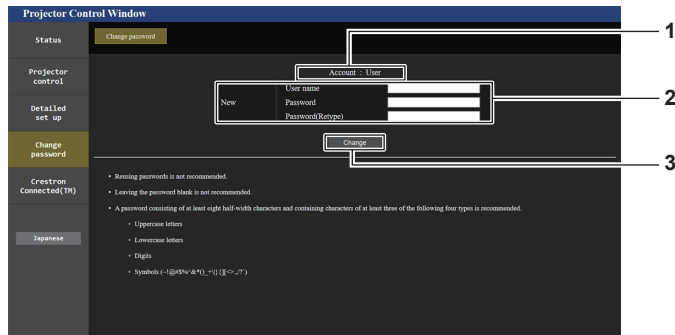 Projector Control Window
Status
Change password
1
Account : User
Projector
control
User name
New
Password
2
Password(Retype)
Detailed
set up
Change
3
Change
password
• Reusing passwords is not recommended.
• Leaving the password blank is not recommended.
• A password consisting of at least eight half-width characters and containing characters of at least three of the following four types is recommended.
Crestron
Connected(TM)
◦ Uppercase letters
◦ Lowercase letters
◦ Digits
Japanese